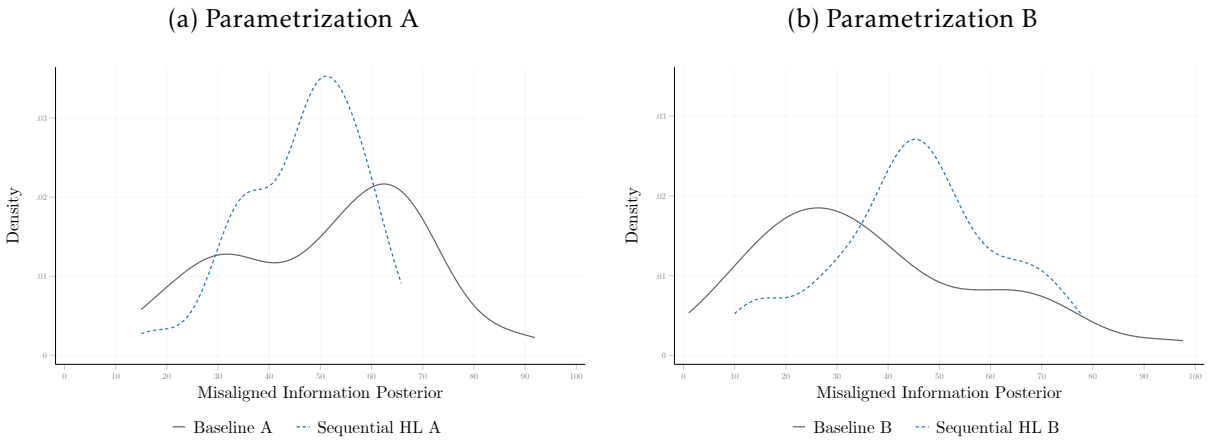 (a) Parametrization A
Density
.03
.02
.01
0
0 10 20 30 40 50 60 70 80 90 100
Misaligned Information Posterior
Baseline A Sequential HL A
(b) Parametrization B
Density
.03
.02
.01
0
0 10 20 30 40 50 60 70 80 90 100
Misaligned Information Posterior
Baseline B Sequential HL B